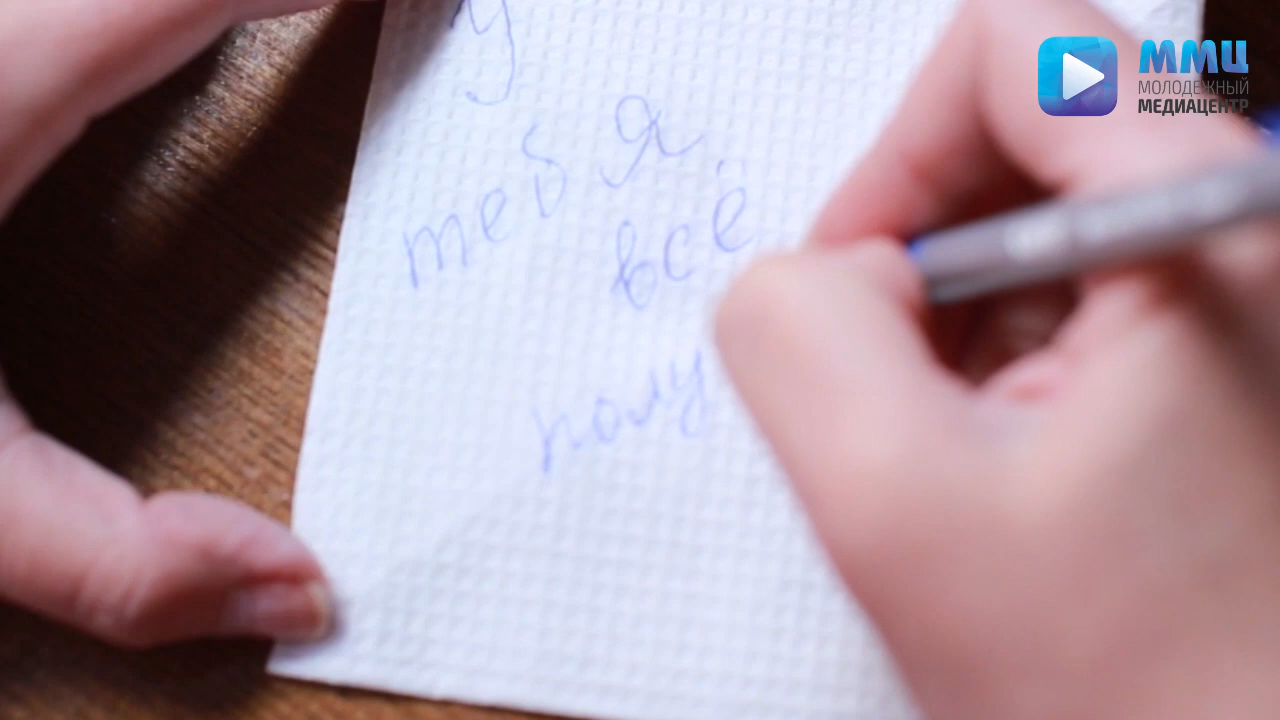 У
тебя
всё
полу
ММЦ
МОЛОДЕЖНЫЙ
МЕДИАЦЕНТР